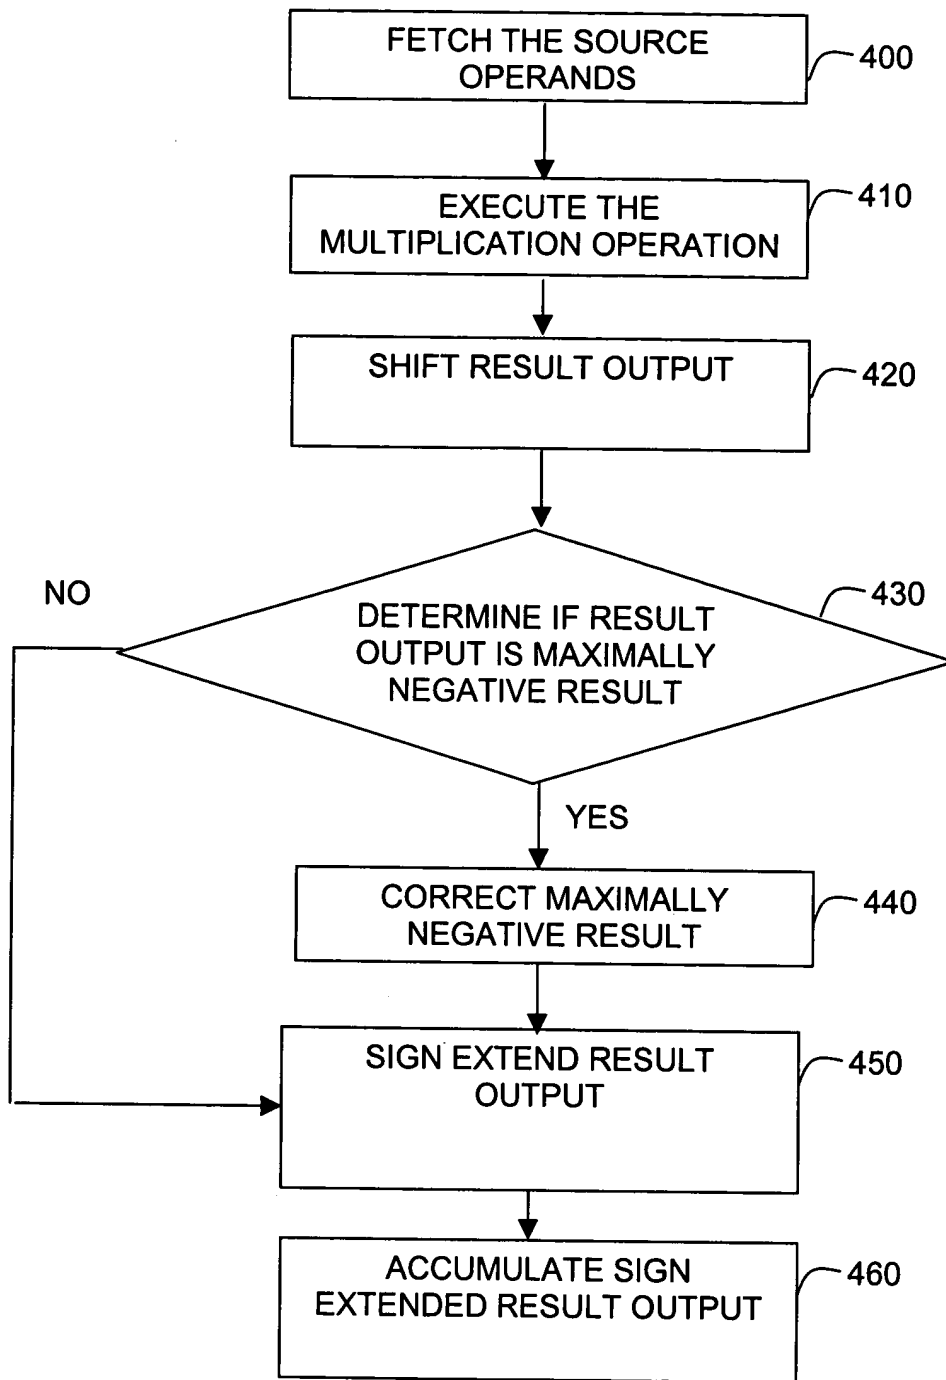 FETCH THE SOURCE
OPERANDS
400
EXECUTE THE
MULTIPLICATION OPERATION
410
SHIFT RESULT OUTPUT
420
NO
DETERMINE IF RESULT
OUTPUT IS MAXIMALLY
NEGATIVE RESULT
430
YES
CORRECT MAXIMALLY
NEGATIVE RESULT
440
SIGN EXTEND RESULT
OUTPUT
450
ACCUMULATE SIGN
EXTENDED RESULT OUTPUT
460